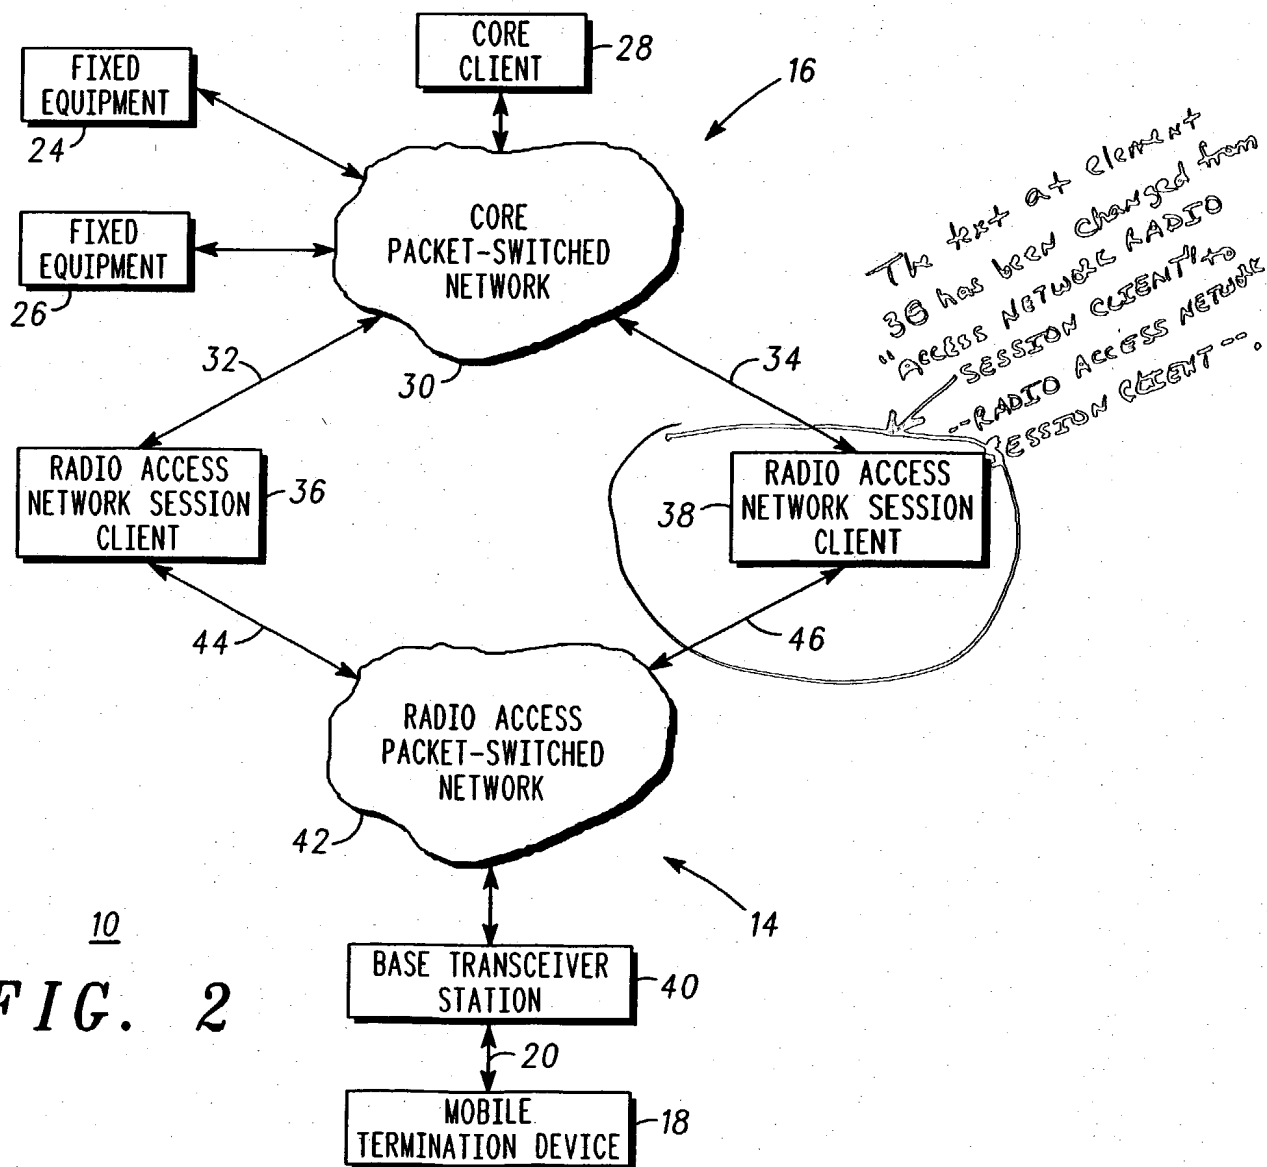 CORE
CLIENT
28
FIXED
EQUIPMENT
24
16
CORE
PACKET-SWITCHED
NETWORK
FIXED
EQUIPMENT
26
The text at element
38 has been changed from
"ACCESS NETWORK RADIO
SESSION CLIENT" to
--RADIO ACCESS NETWORK
SESSION CLIENT--.
32
30
34
RADIO ACCESS
NETWORK SESSION
CLIENT
36
38
RADIO ACCESS
NETWORK SESSION
CLIENT
44
46
RADIO ACCESS
PACKET-SWITCHED
NETWORK
42
14
10
FIG. 2
BASE TRANSCEIVER
STATION
40
20
MOBILE
TERMINATION DEVICE
18